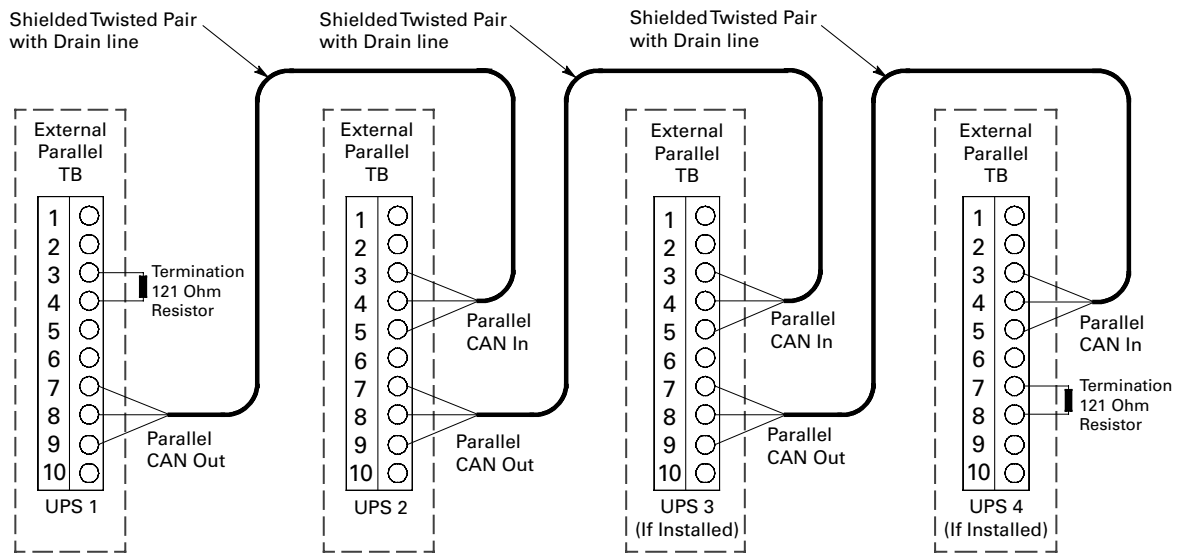 Shielded Twisted Pair
with Drain line
Shielded Twisted Pair
with Drain line
Shielded Twisted Pair
with Drain line
External
Parallel
TB
1
2
3
4
5
6
7
8
9
10
Termination
121 Ohm
Resistor
Parallel
CAN Out
UPS 1
External
Parallel
TB
1
2
3
4
5
6
7
8
9
10
Parallel
CAN In
Parallel
CAN Out
UPS 2
External
Parallel
TB
1
2
3
4
5
6
7
8
9
10
Parallel
CAN In
Parallel
CAN Out
UPS 3
(If Installed)
External
Parallel
TB
1
2
3
4
5
6
7
8
9
10
Parallel
CAN In
Termination
121 Ohm
Resistor
UPS 4
(If Installed)